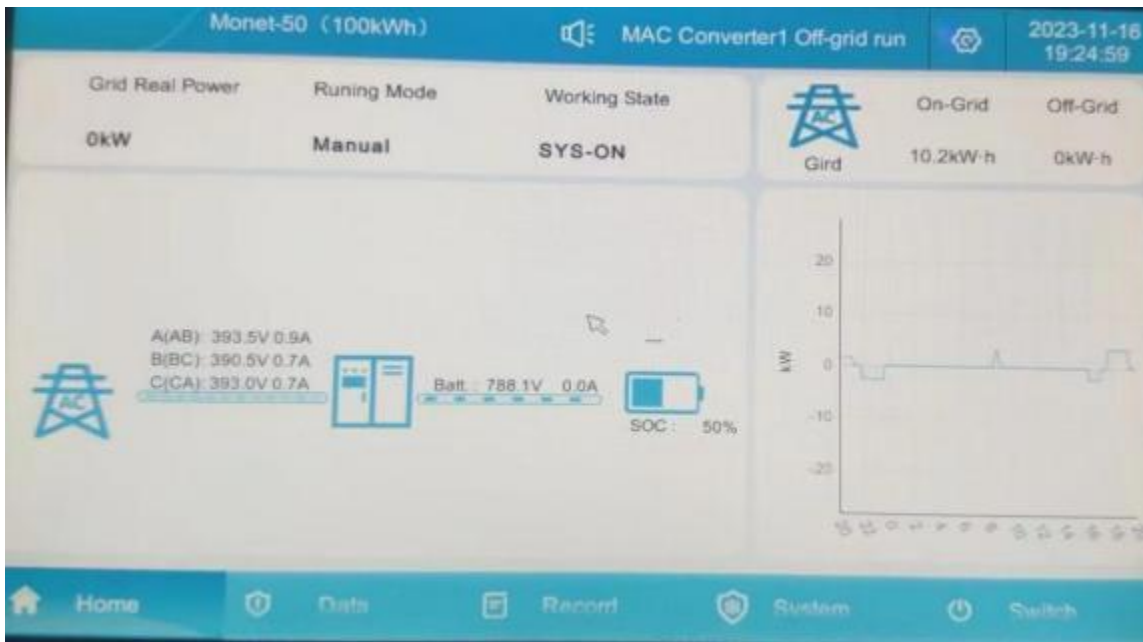 Monet-50（100kWh）
MAC Converter1 Off-grid run
2023-11-16
19:24:59
Grid Real Power
Runing Mode
Working State
0kW
Manual
SYS-ON
AC
Gird
On-Grid
Off-Grid
10.2kW·h
0kW·h
A(AB): 393.5V 0.9A
B(BC): 390.5V 0.7A
C(CA): 393.0V 0.7A
AC
Batt. : 788.1V 0.0A
SOC : 50%
kW
20
10
0
-10
-20
Home
Data
Record
System
Switch